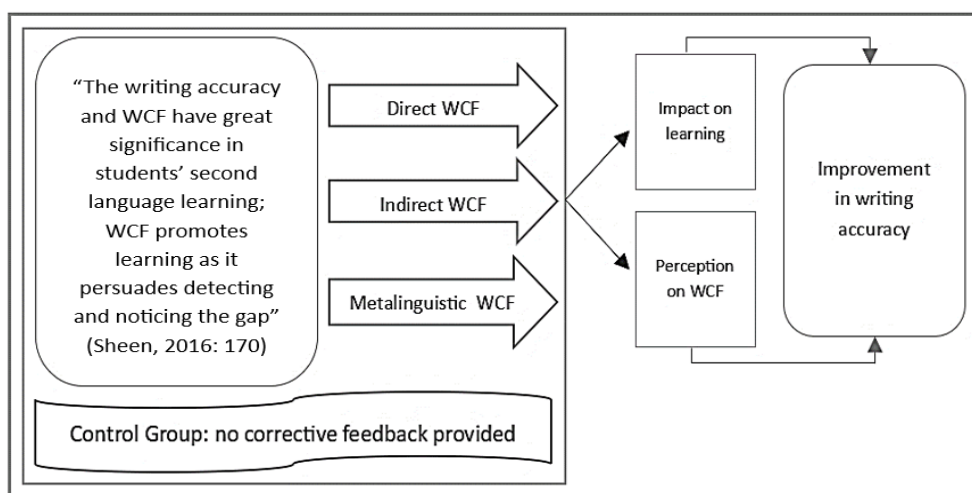 “The writing accuracy
and WCF have great
significance in
students’ second
language learning;
WCF promotes
learning as it
persuades detecting
and noticing the gap”
(Sheen, 2016: 170)
Direct WCF
Indirect WCF
Metalinguistic WCF
Control Group: no corrective feedback provided
Impact on
learning
Perception
on WCF
Improvement
in writing
accuracy